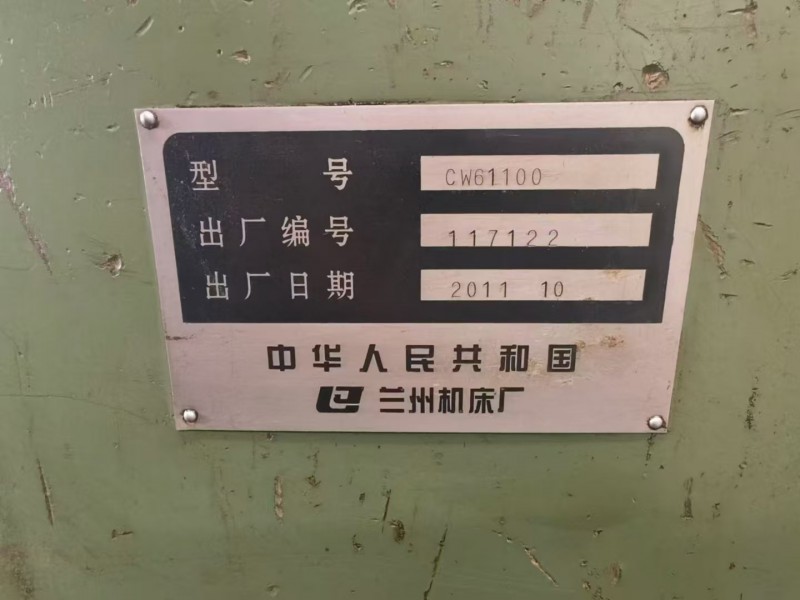 型 号 CW61100
出厂编号 117122
出厂日期 2011 10
中华人民共和国
兰州机床厂